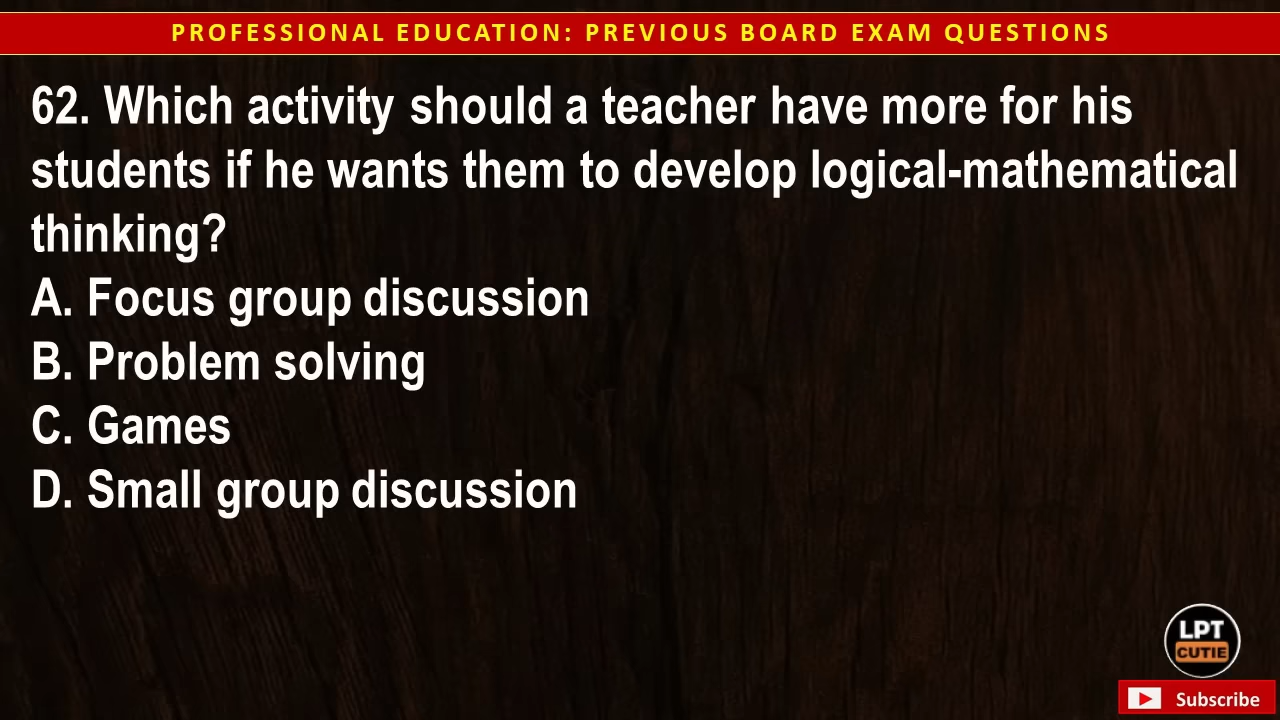 PROFESSIONAL EDUCATION: PREVIOUS BOARD EXAM QUESTIONS
62. Which activity should a teacher have more for his
students if he wants them to develop logical-mathematical
thinking?
A. Focus group discussion
B. Problem solving
C. Games
D. Small group discussion
LPT
CUTIE
Subscribe